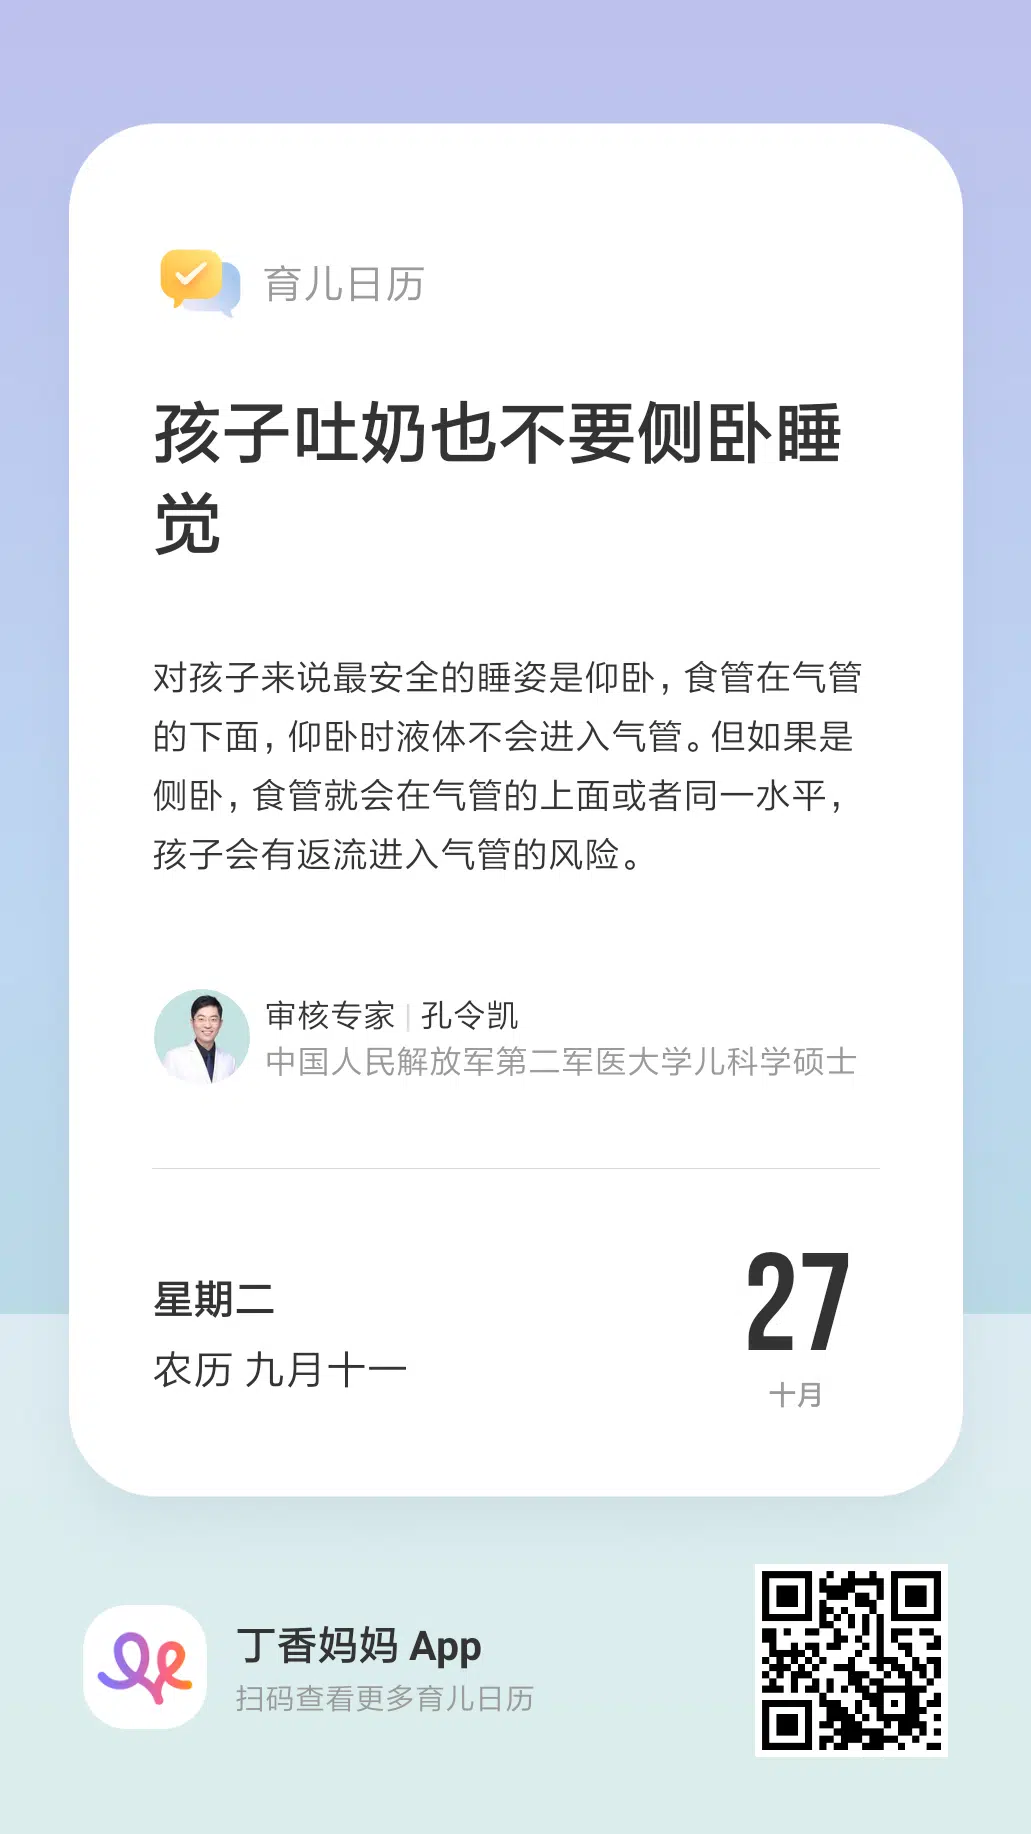 育儿日历
孩子吐奶也不要侧卧睡
觉
对孩子来说最安全的睡姿是仰卧，食管在气管
的下面，仰卧时液体不会进入气管。但如果是
侧卧，食管就会在气管的上面或者同一水平，
孩子会有返流进入气管的风险。
审核专家 | 孔令凯
中国人民解放军第二军医大学儿科学硕士
星期二
农历 九月十一
27
十月
丁香妈妈 App
扫码查看更多育儿日历